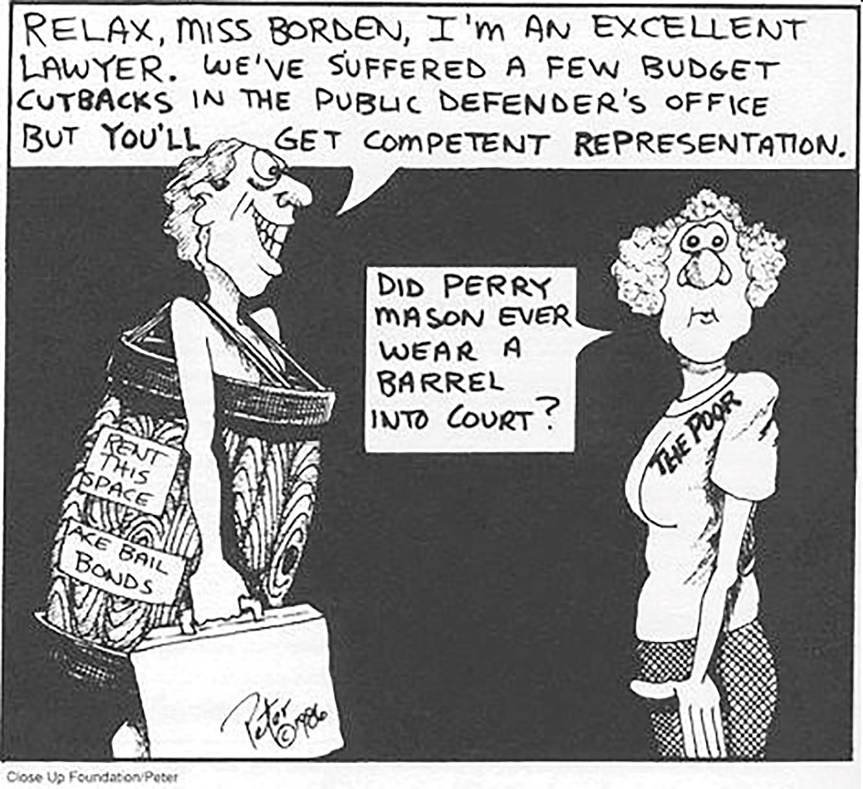 RELAX, MISS BORDEN, I'm AN EXCELLENT
LAWYER. WE'VE SUFFERED A FEW BUDGET
CUTBACKS IN THE PUBLIC DEFENDER'S OFFICE
BUT YOU'LL GET COMPETENT REPRESENTATION.
DID PERRY
MASON EVER
WEAR A
BARREL
INTO COURT?
THE POOR
RENT
THIS
SPACE
ACE BAIL
BONDS
Peter
©1986
Close Up Foundation/Peter